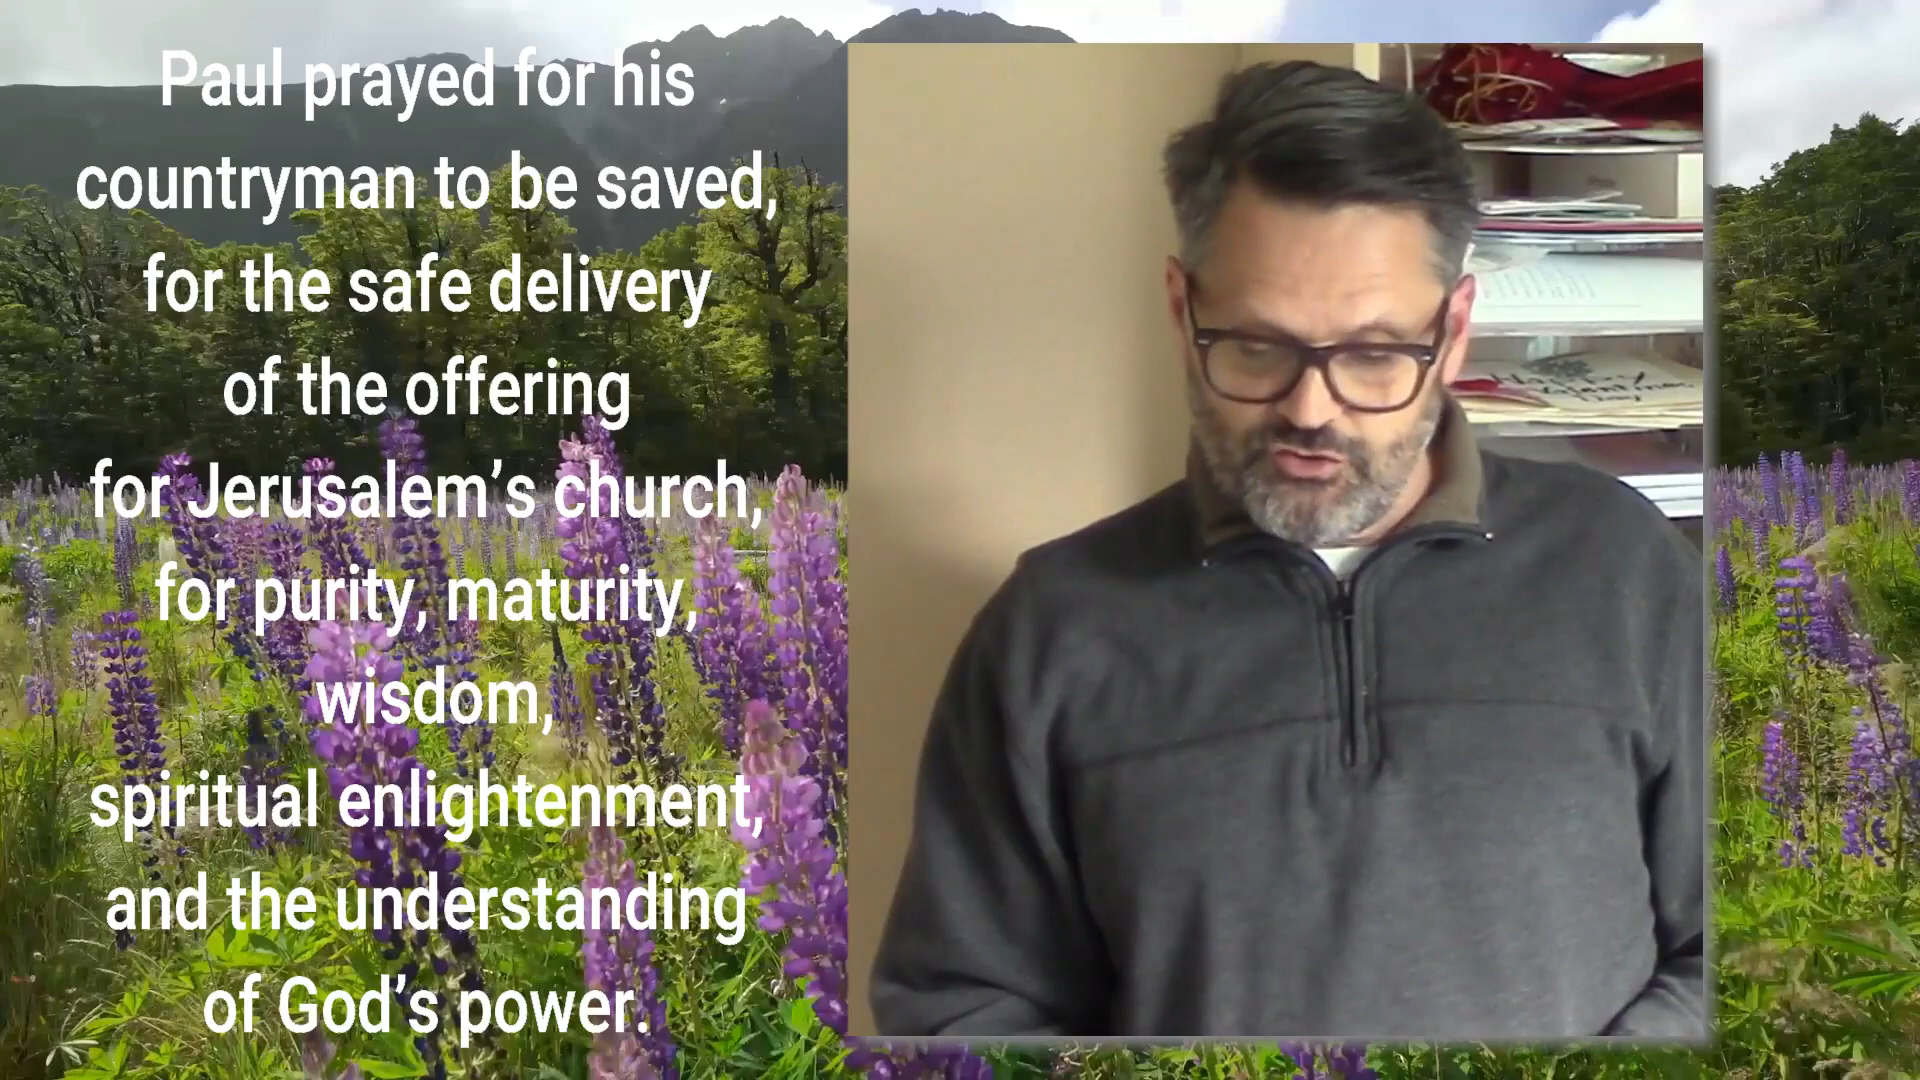 Paul prayed for his
countryman to be saved,
for the safe delivery
of the offering
for Jerusalem’s church,
for purity, maturity,
wisdom,
spiritual enlightenment,
and the understanding
of God’s power.
Day